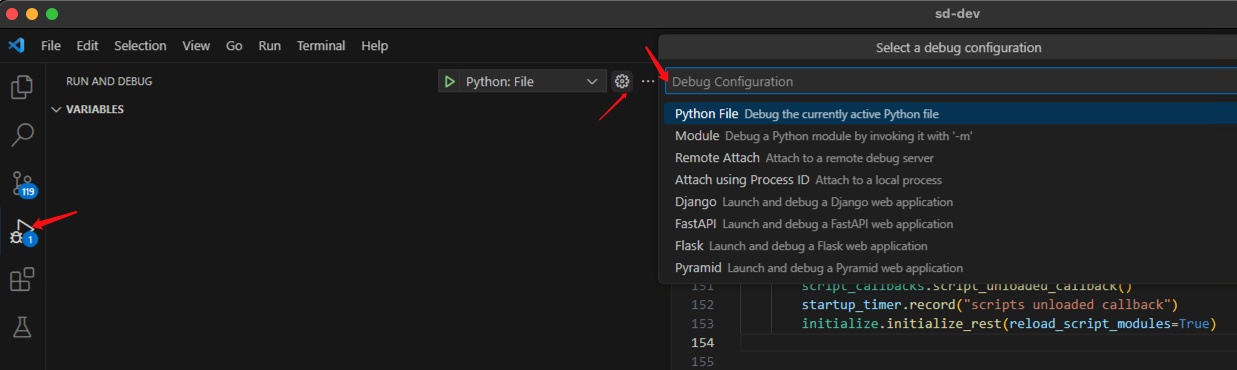 sd-dev
File Edit Selection View Go Run Terminal Help
Select a debug configuration
RUN AND DEBUG
Python: File
Debug Configuration
VARIABLES
Python File Debug the currently active Python file
Module Debug a Python module by invoking it with '-m'
Remote Attach Attach to a remote debug server
Attach using Process ID Attach to a local process
119
Django Launch and debug a Django web application
FastAPI Launch and debug a FastAPI web application
1
Flask Launch and debug a Flask web application
Pyramid Launch and debug a Pyramid web application
151 script_callbacks.script_unloaded_callback()
152 startup_timer.record("scripts unloaded callback")
153 initialize.initialize_rest(reload_script_modules=True)
154
155